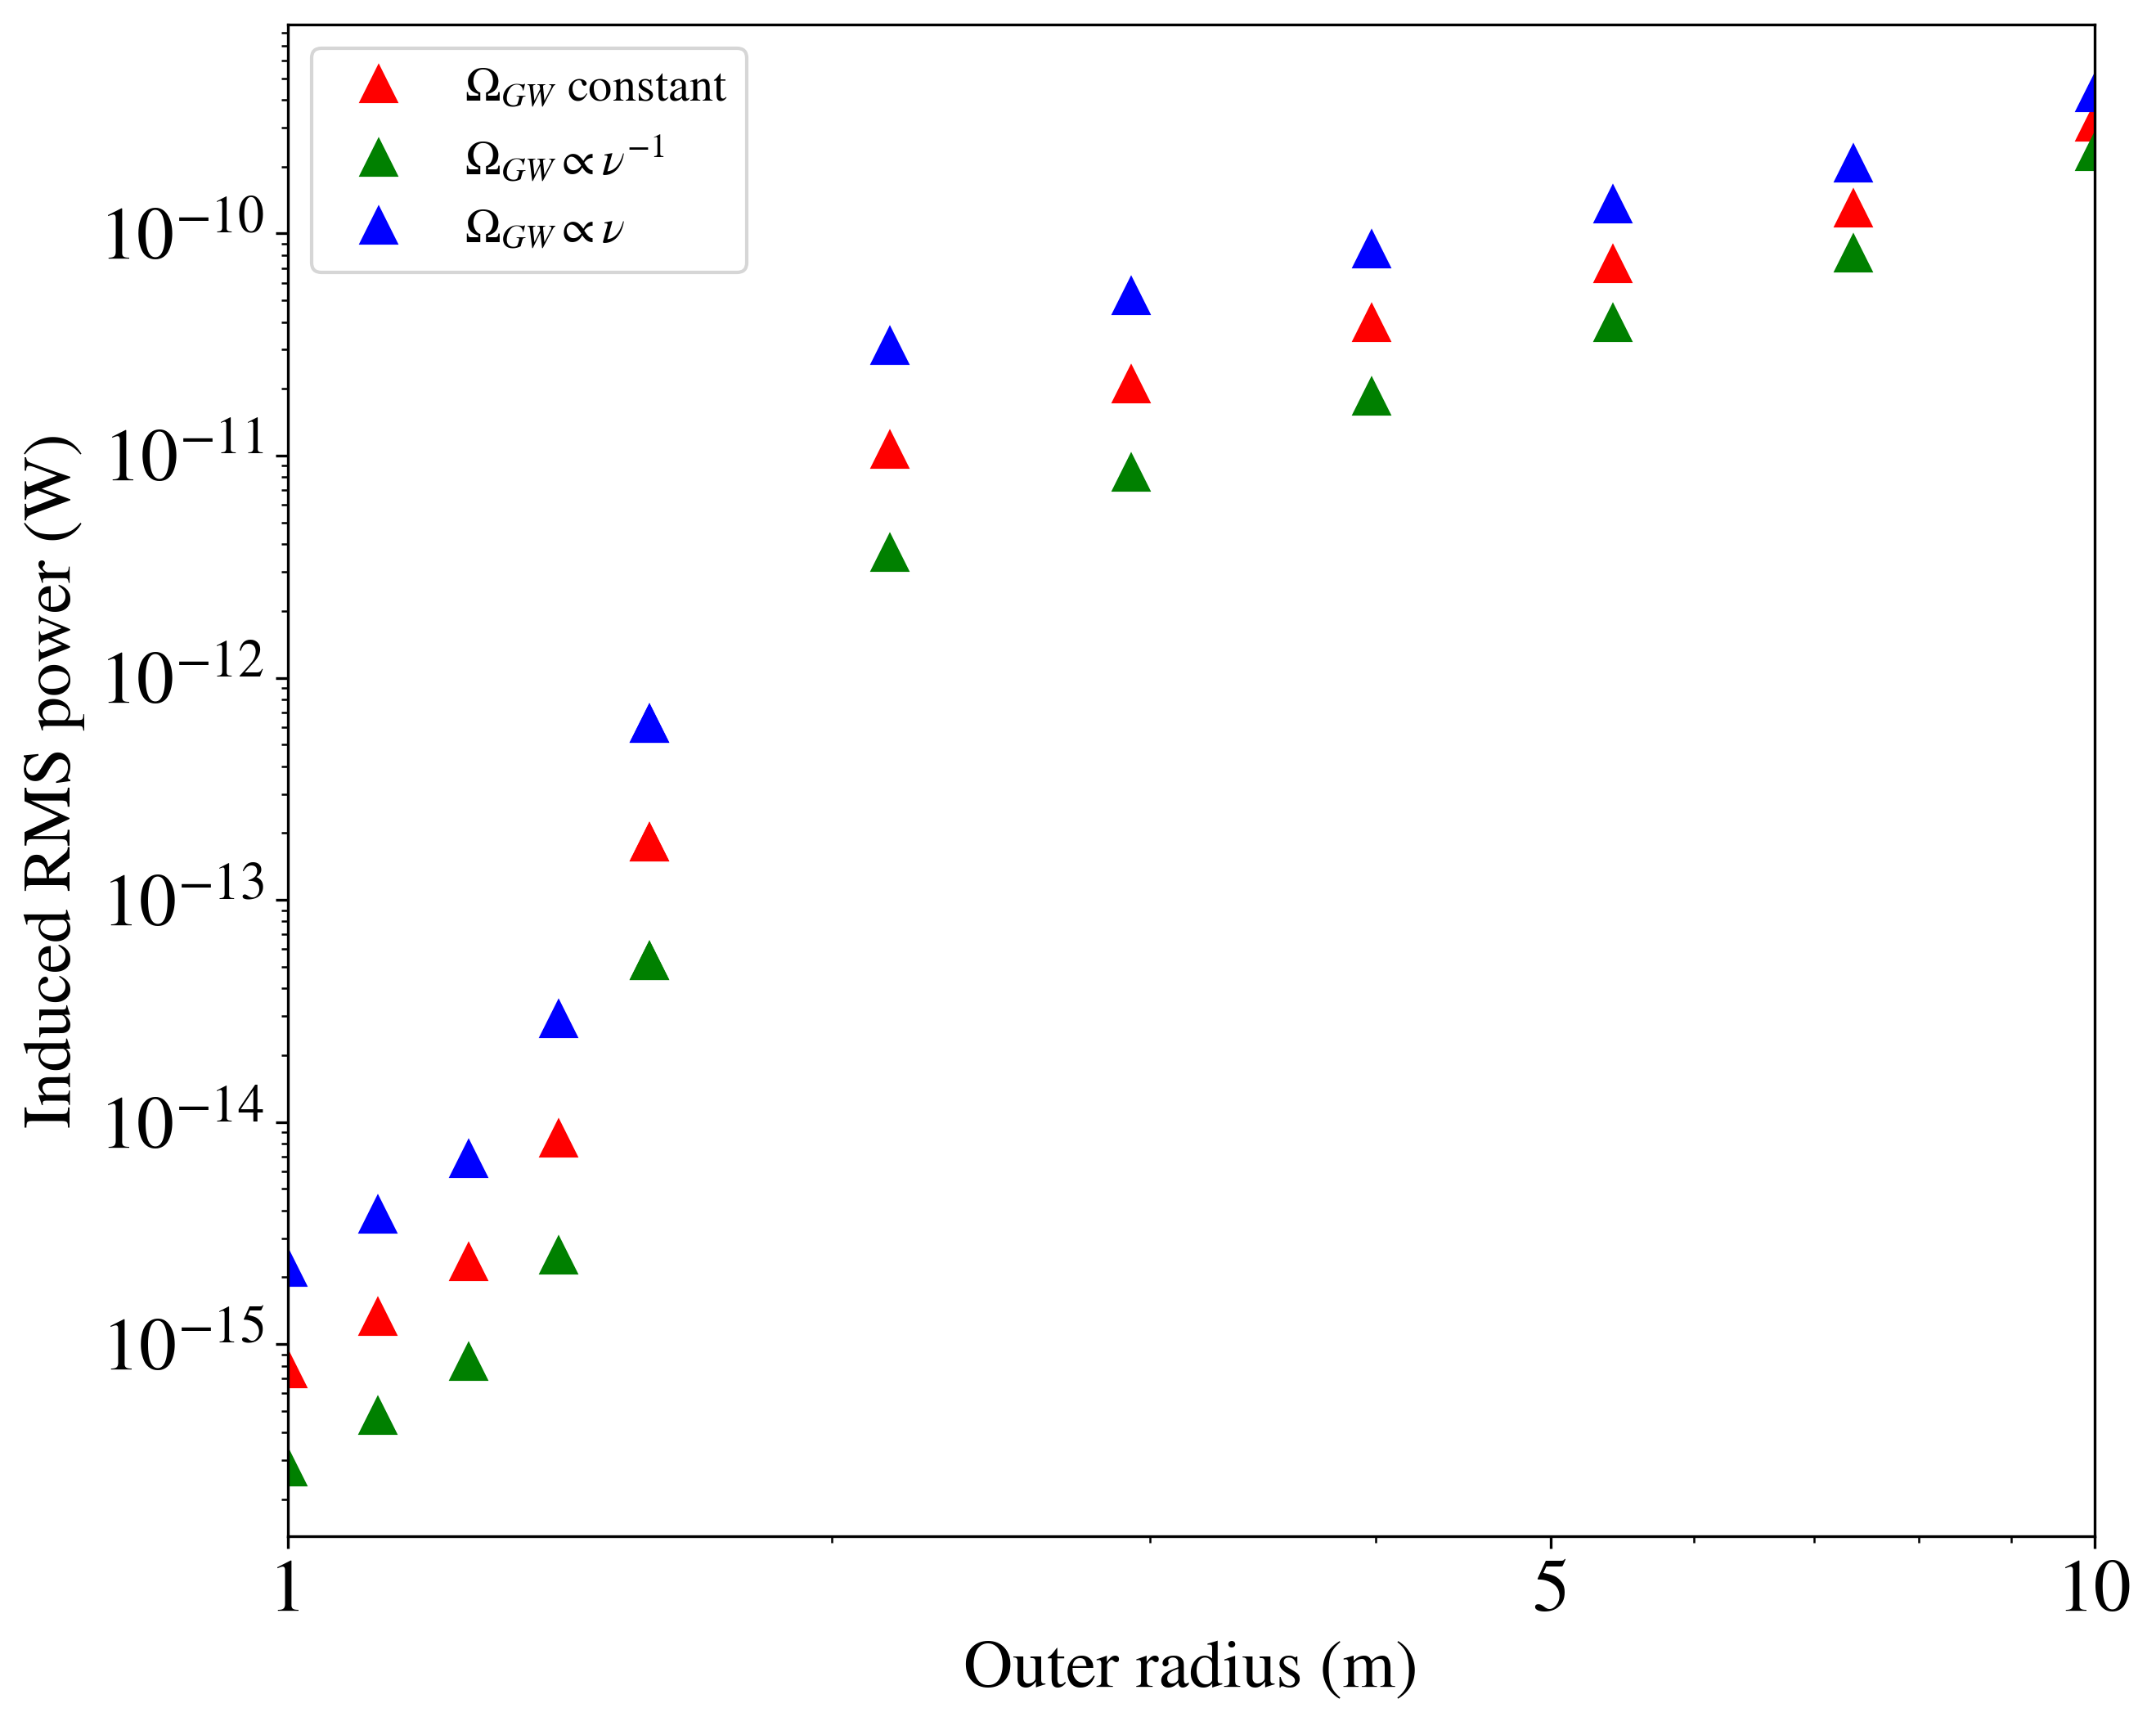 Ω_GW constant
Ω_GW ∝ ν⁻¹
Ω_GW ∝ ν
10⁻¹⁰
10⁻¹¹
10⁻¹²
10⁻¹³
10⁻¹⁴
10⁻¹⁵
Induced RMS power (W)
1
5
10
Outer radius (m)